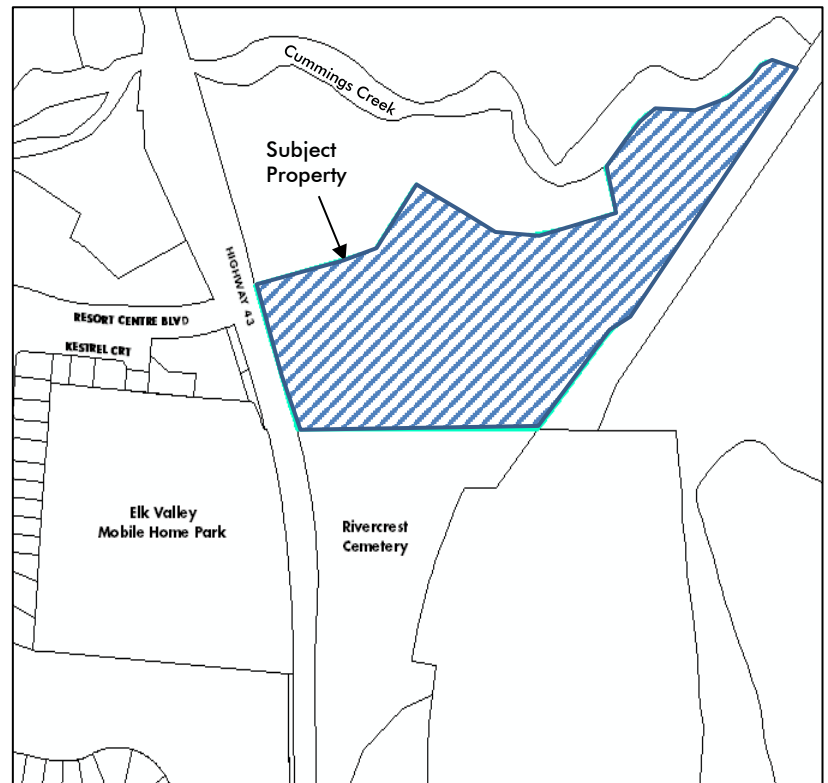 Cummings Creek
Subject
Property
HIGHWAY 43
RESORT CENTRE BLVD
KESTREL CRT
Elk Valley
Mobile Home Park
Rivercrest
Cemetery